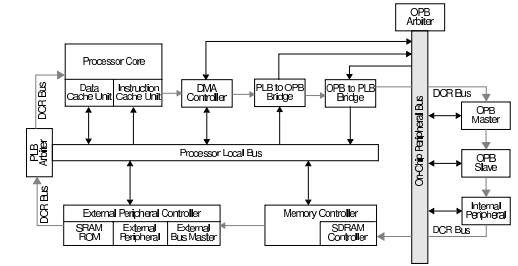 OPB
Arbiter
Processor Core
Data
Cache Unit
Instruction
Cache Unit
DMA
Controller
PLB to OPB
Bridge
OPB to PLB
Bridge
DCR Bus
DCR Bus
OPB
Master
PLB
Arbiter
Processor Local Bus
On-Chip Peripheral Bus
OPB
Slave
DCR Bus
External Peripheral Controller
SRAM
ROM
External
Peripheral
External
Bus Master
Memory Controller
SDRAM
Controller
Internal
Peripheral
DCR Bus